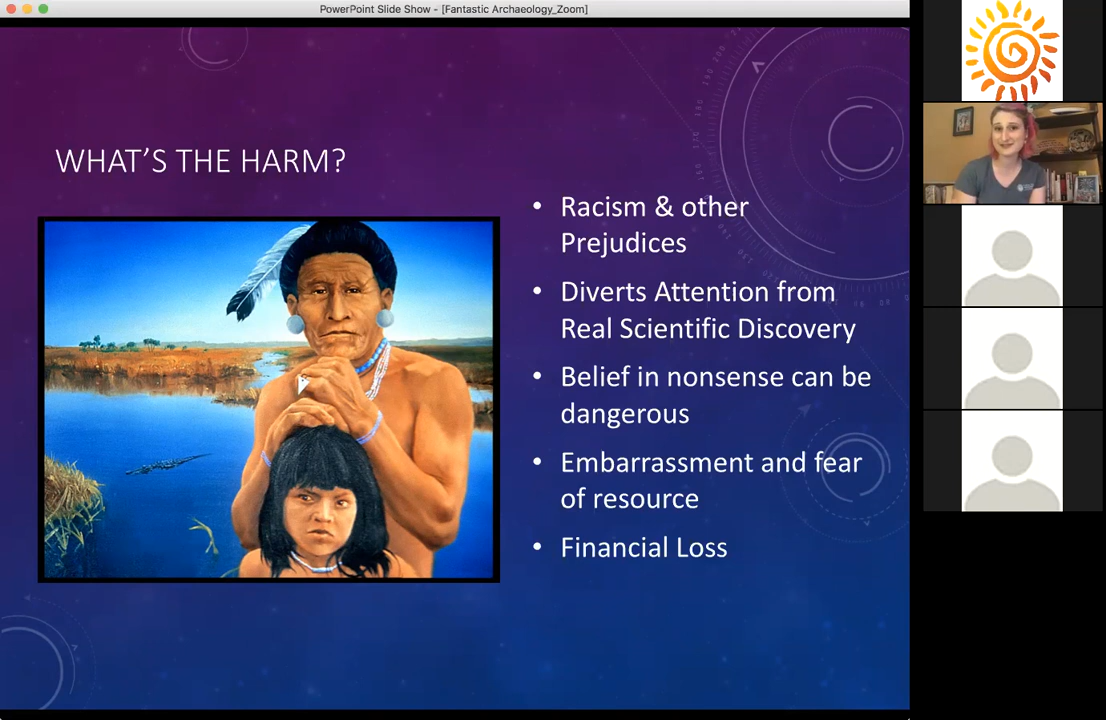 PowerPoint Slide Show - [Fantastic Archaeology_Zoom]
WHAT'S THE HARM?
• Racism & other
Prejudices
• Diverts Attention from
Real Scientific Discovery
• Belief in nonsense can be
dangerous
• Embarrassment and fear
of resource
• Financial Loss